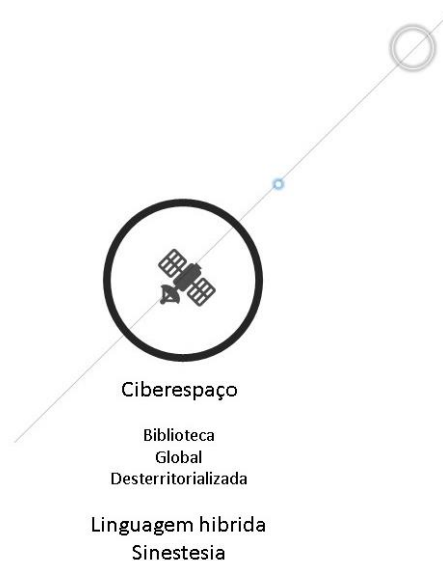 Ciberespaço
Biblioteca
Global
Desterritorializada
Linguagem hibrida
Sinestesia